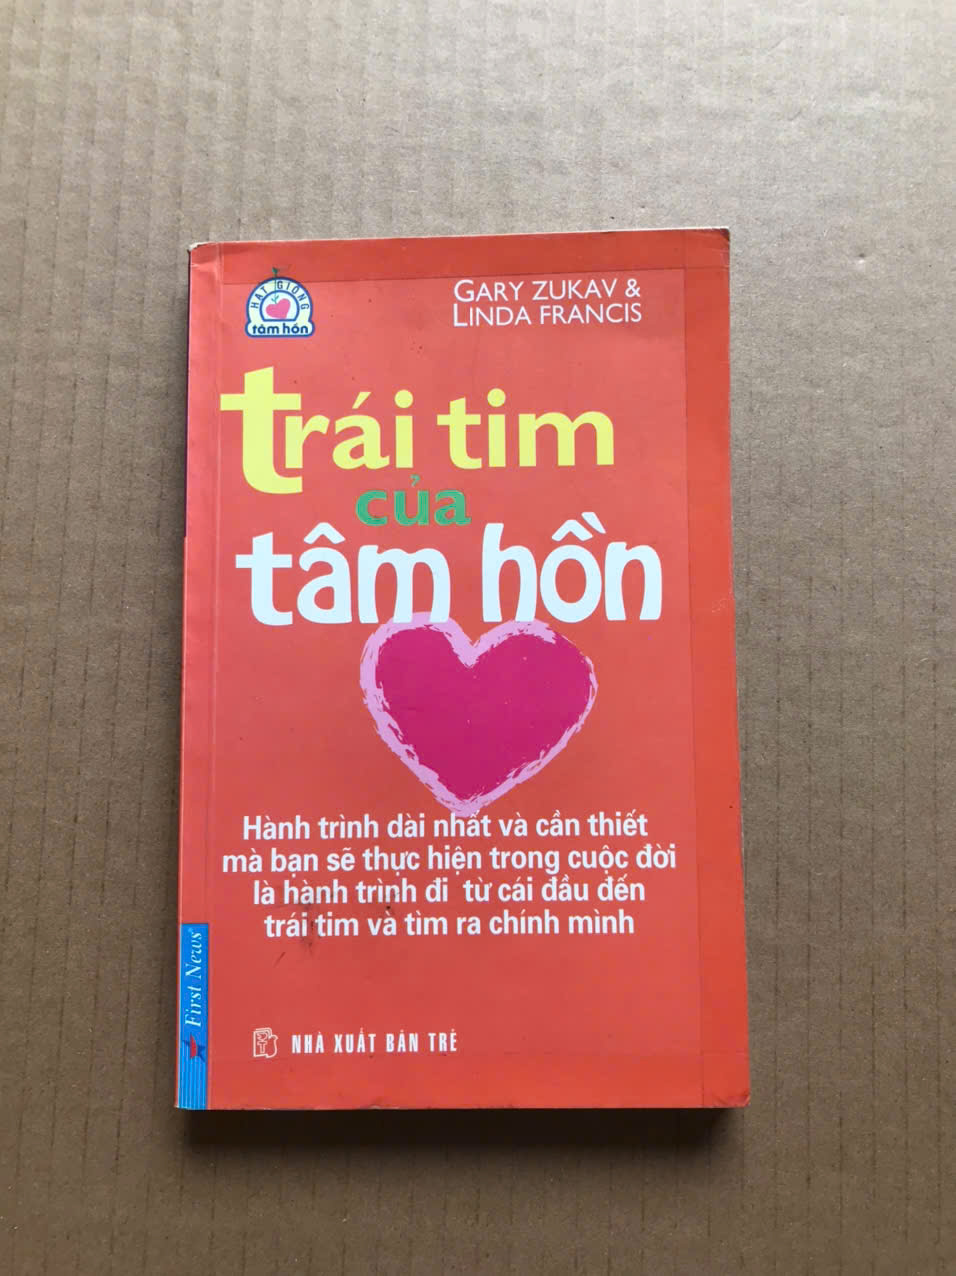 HẠT GIỐNG
tâm hồn
GARY ZUKAV &
LINDA FRANCIS
trái tim
của
tâm hồn
Hành trình dài nhất và cần thiết
mà bạn sẽ thực hiện trong cuộc đời
là hành trình đi từ cái đầu đến
trái tim và tìm ra chính mình
First News®
NHÀ XUẤT BẢN TRẺ